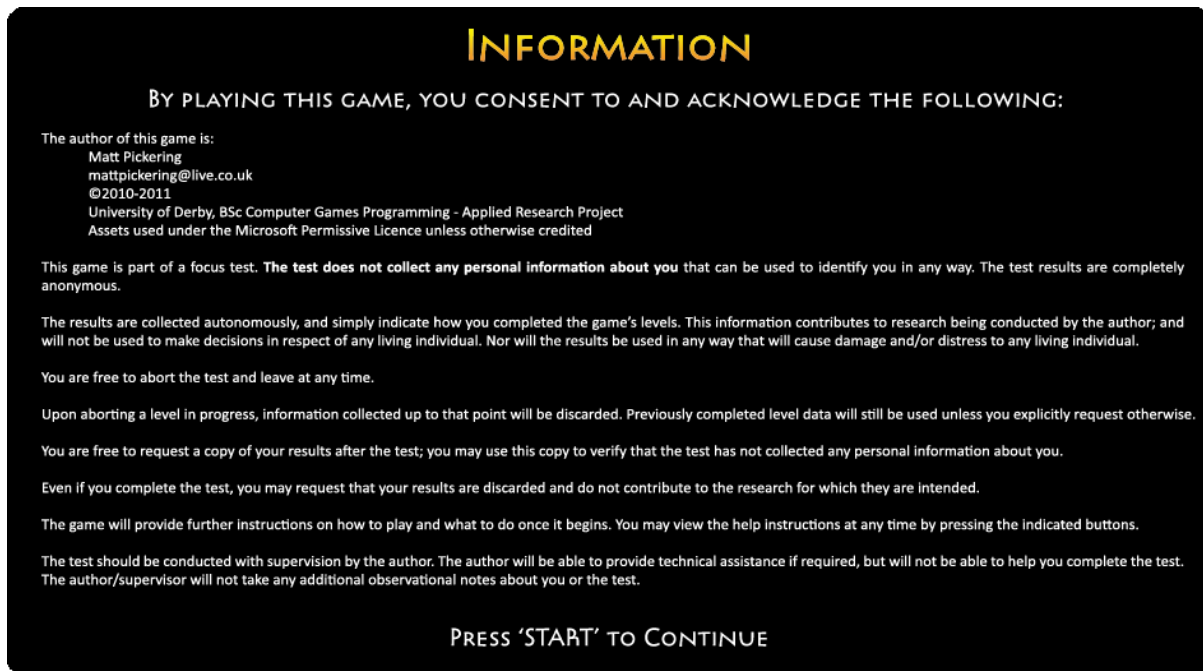 INFORMATION
BY PLAYING THIS GAME, YOU CONSENT TO AND ACKNOWLEDGE THE FOLLOWING:
The author of this game is:
Matt Pickering
mattpickering@live.co.uk
©2010-2011
University of Derby, BSc Computer Games Programming - Applied Research Project
Assets used under the Microsoft Permissive Licence unless otherwise credited
This game is part of a focus test. The test does not collect any personal information about you that can be used to identify you in any way. The test results are completely
anonymous.
The results are collected autonomously, and simply indicate how you completed the game's levels. This information contributes to research being conducted by the author; and
will not be used to make decisions in respect of any living individual. Nor will the results be used in any way that will cause damage and/or distress to any living individual.
You are free to abort the test and leave at any time.
Upon aborting a level in progress, information collected up to that point will be discarded. Previously completed level data will still be used unless you explicitly request otherwise.
You are free to request a copy of your results after the test; you may use this copy to verify that the test has not collected any personal information about you.
Even if you complete the test, you may request that your results are discarded and do not contribute to the research for which they are intended.
The game will provide further instructions on how to play and what to do once it begins. You may view the help instructions at any time by pressing the indicated buttons.
The test should be conducted with supervision by the author. The author will be able to provide technical assistance if required, but will not be able to help you complete the test.
The author/supervisor will not take any additional observational notes about you or the test.
PRESS 'START' TO CONTINUE